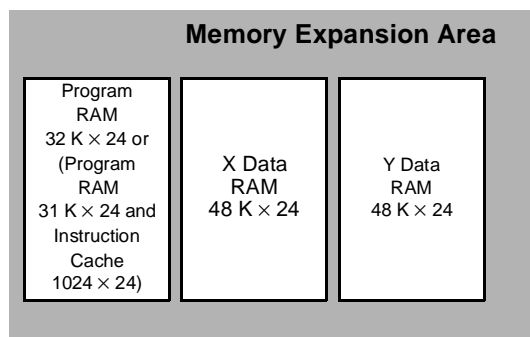 Memory Expansion Area
Program
RAM
32 K × 24 or
(Program
RAM
31 K × 24 and
Instruction
Cache
1024 × 24)
X Data
RAM
48 K × 24
Y Data
RAM
48 K × 24